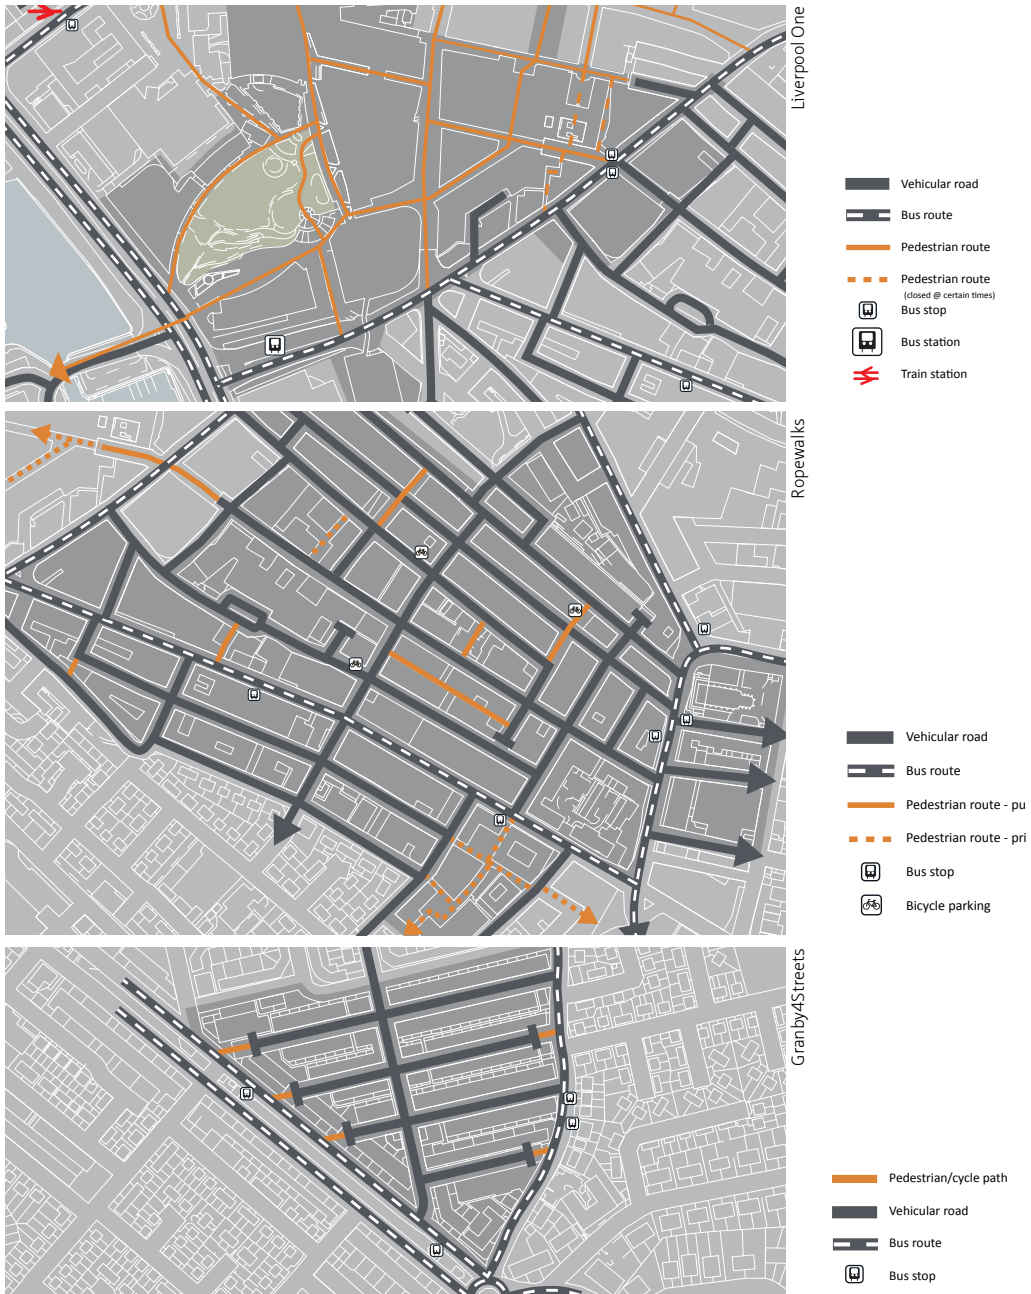 Liverpool One
Vehicular road
Bus route
Pedestrian route
Pedestrian route
(closed @ certain times)
Bus stop
Bus station
Train station
Ropewalks
Vehicular road
Bus route
Pedestrian route - pu
Pedestrian route - pri
Bus stop
Bicycle parking
Granby4Streets
Pedestrian/cycle path
Vehicular road
Bus route
Bus stop